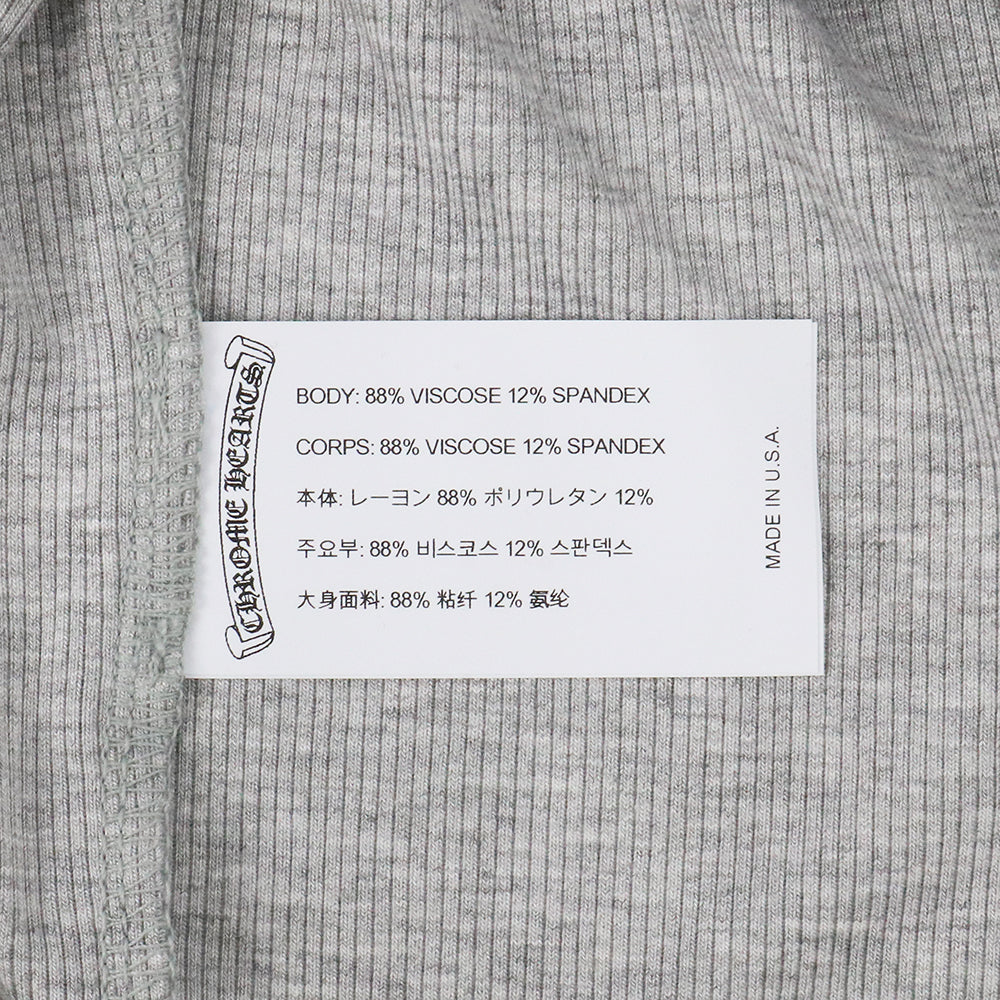 CHROME HEARTS
BODY: 88% VISCOSE 12% SPANDEX
CORPS: 88% VISCOSE 12% SPANDEX
本体: レーヨン 88% ポリウレタン 12%
주요부: 88% 비스코스 12% 스판덱스
大身面料: 88% 粘纤 12% 氨纶
MADE IN U.S.A.